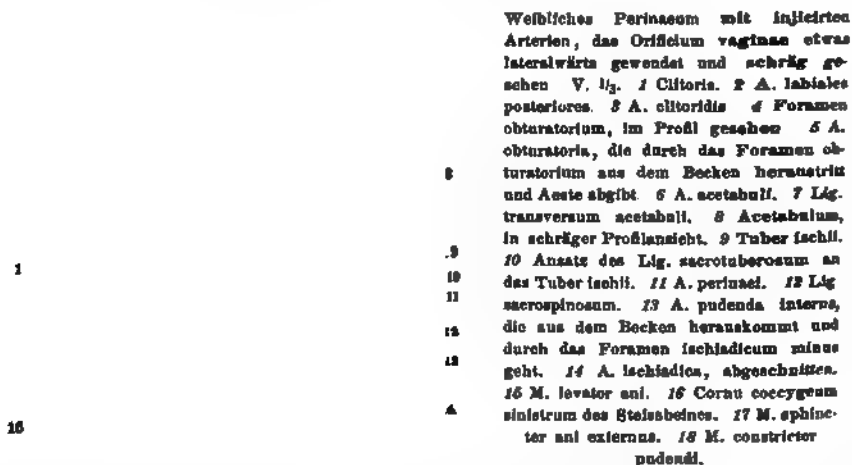 Weibliches Perinaeum mit injicirten
Arterien, das Orificium vaginae etwas
lateralwärts gewendet und schräg ge-
sehen V. 1/3. 1 Clitoris. 2 A. labiales
posteriores. 3 A. clitoridis 4 Foramen
obturatorium, im Profil gesehen 5 A.
obturatoria, die durch das Foramen ob-
turatorium aus dem Becken heraustritt
und Aeste abgibt. 6 A. acetabuli. 7 Lig.
transversum acetabuli. 8 Acetabulum,
in schräger Profilansicht. 9 Tuber ischii.
10 Ansatz des Lig. sacrotuberosum an
das Tuber ischii. 11 A. perinaei. 12 Lig
sacrospinosum. 13 A. pudenda interna,
die aus dem Becken herauskommt und
durch das Foramen ischiadicum minus
geht. 14 A. ischiadica, abgeschnitten.
15 M. levator ani. 16 Cornu coccygeum
sinistrum des Steissbeines. 17 M. sphinc-
ter ani externus. 18 M. constrictor
pudendi.
8
.9
1
10
11
12
13